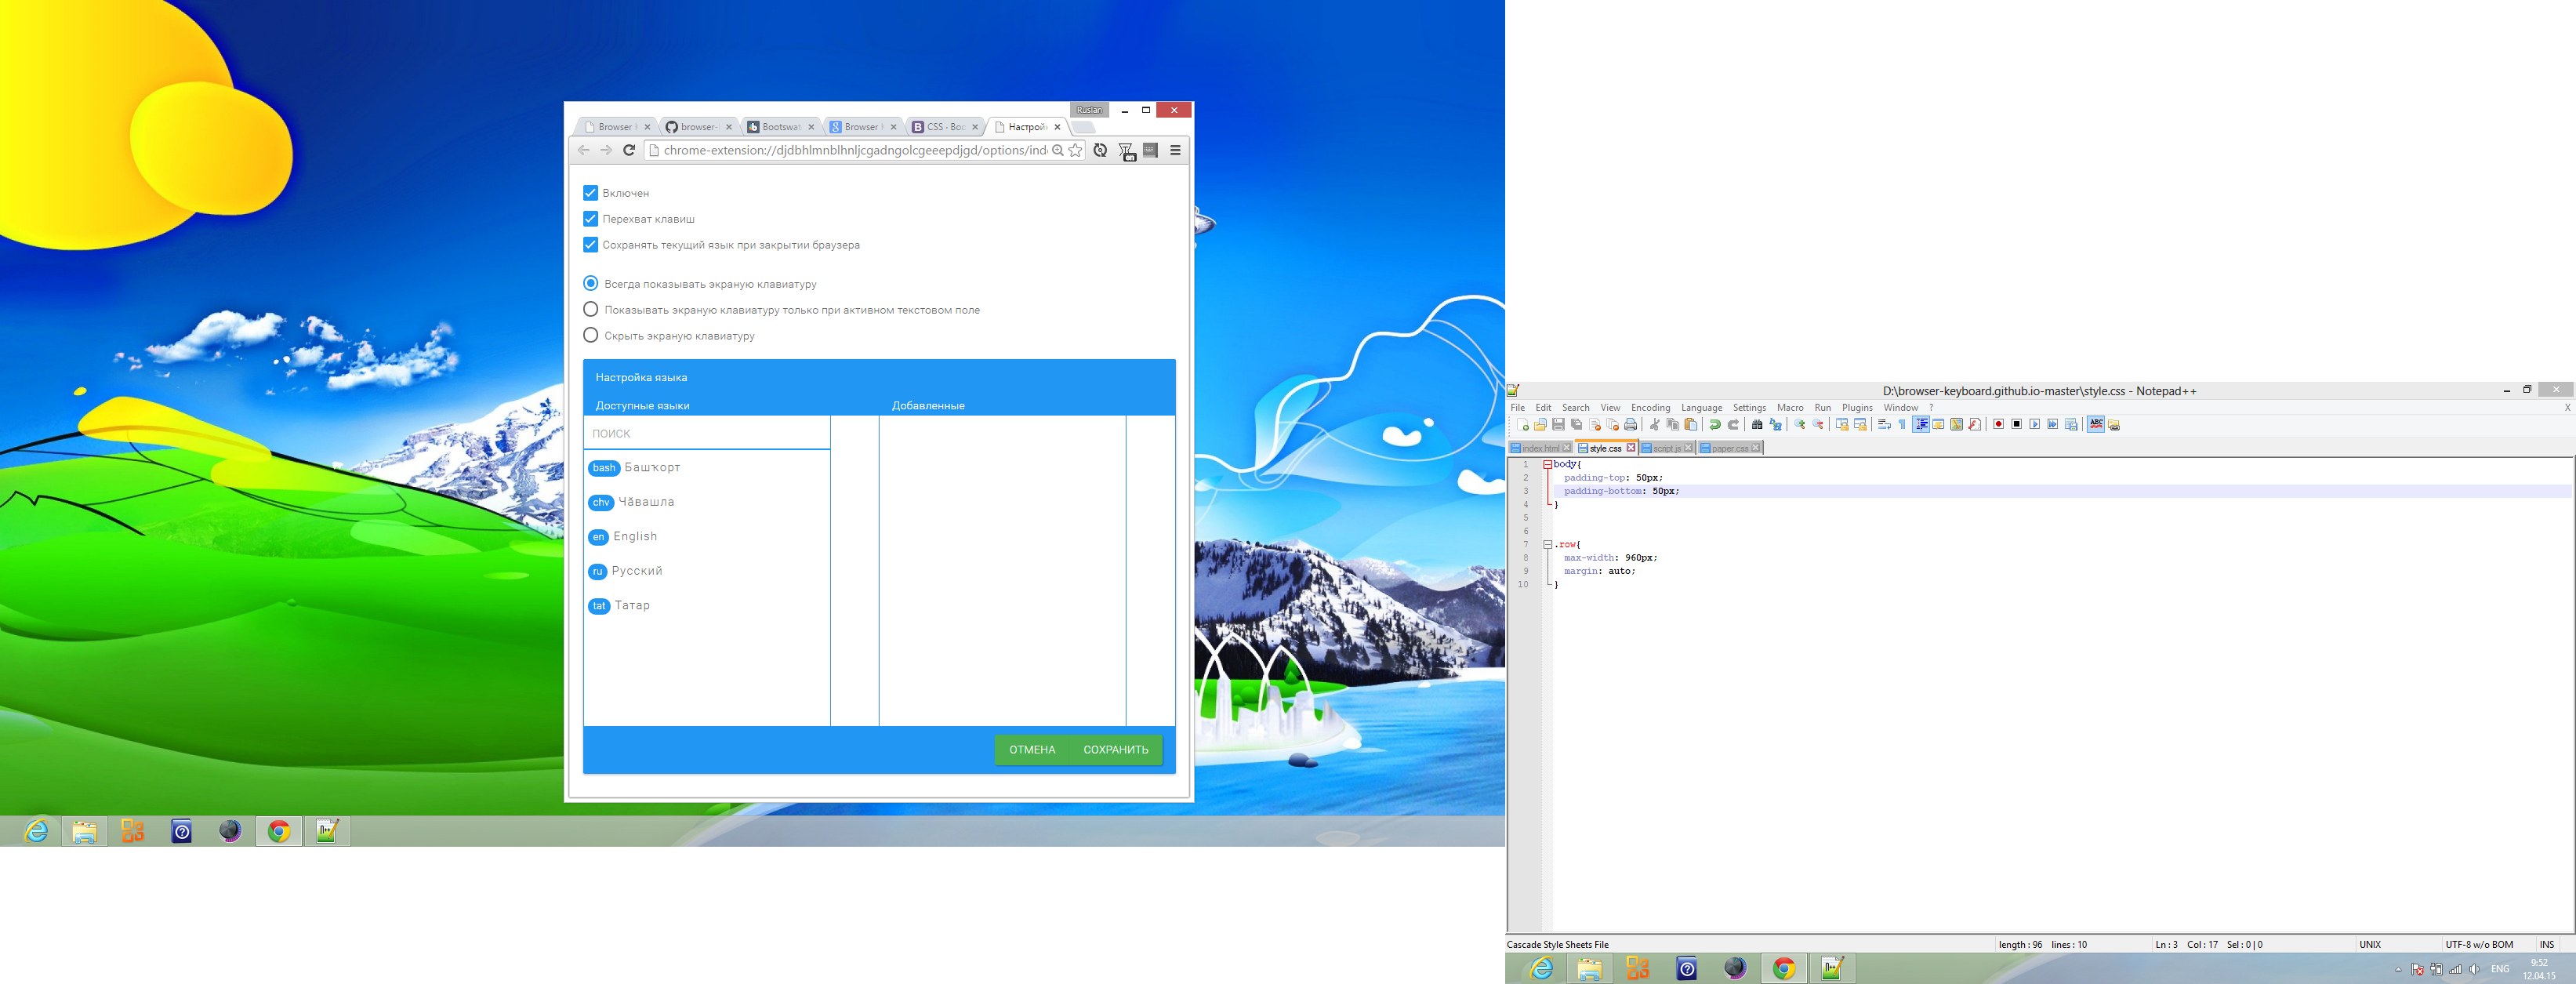 Ruslan
Browser
browser-
Bootswat
Browser
CSS · Boo
Настройк
chrome-extension://djdbhlmnblhnljcgadngolcgeeepdjgd/options/ind
on
Включен
Перехват клавиш
Сохранять текущий язык при закрытии браузера
Всегда показывать экраную клавиатуру
Показывать экраную клавиатуру только при активном текстовом поле
Скрыть экраную клавиатуру
Настройка языка
Доступные языки Добавленные
ПОИСК
bash Башҡорт
chv Чӑвашла
en English
ru Русский
tat Татар
ОТМЕНА СОХРАНИТЬ
D:\browser-keyboard.github.io-master\style.css - Notepad++
File Edit Search View Encoding Language Settings Macro Run Plugins Window ? X
index.html style.css script.js paper.css
1 body{
2 padding-top: 50px;
3 padding-bottom: 50px;
4 }
5
6
7 .row{
8 max-width: 960px;
9 margin: auto;
10 }
Cascade Style Sheets File length : 96 lines : 10 Ln : 3 Col : 17 Sel : 0 | 0 UNIX UTF-8 w/o BOM INS
ENG 9:52
12.04.15